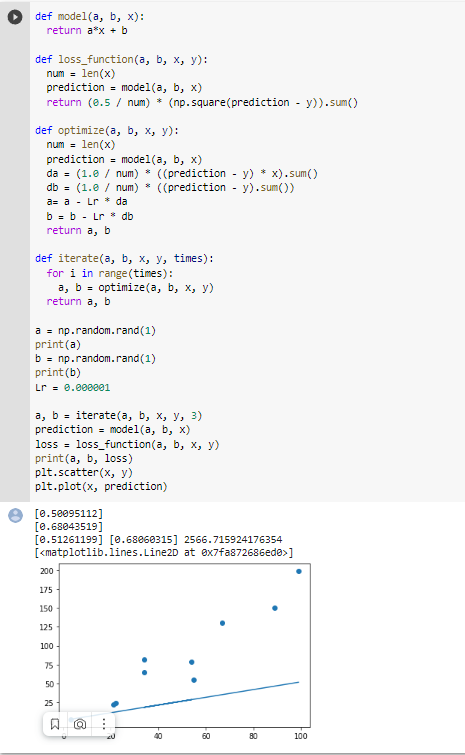 def model(a, b, x):
  return a*x + b

def loss_function(a, b, x, y):
  num = len(x)
  prediction = model(a, b, x)
  return (0.5 / num) * (np.square(prediction - y)).sum()

def optimize(a, b, x, y):
  num = len(x)
  prediction = model(a, b, x)
  da = (1.0 / num) * ((prediction - y) * x).sum()
  db = (1.0 / num) * ((prediction - y).sum())
  a= a - Lr * da
  b = b - Lr * db
  return a, b

def iterate(a, b, x, y, times):
  for i in range(times):
    a, b = optimize(a, b, x, y)
  return a, b

a = np.random.rand(1)
print(a)
b = np.random.rand(1)
print(b)
Lr = 0.000001

a, b = iterate(a, b, x, y, 3)
prediction = model(a, b, x)
loss = loss_function(a, b, x, y)
print(a, b, loss)
plt.scatter(x, y)
plt.plot(x, prediction)
[0.50095112]
[0.68043519]
[0.51261199] [0.68060315] 2566.715924176354
[<matplotlib.lines.Line2D at 0x7fa872686ed0>]
200
175
150
125
100
75
50
25
40
60
80
100